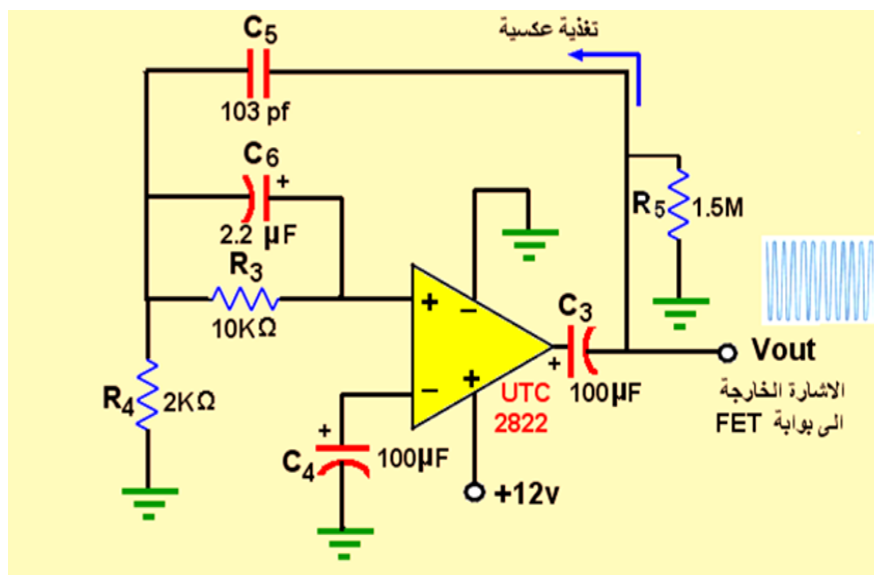 تغذية عكسية
C5
103 pf
C6
+
2.2 µF
R3
10KΩ
R4
2KΩ
R5
1.5M
+
−
−
+
UTC
2822
C3
+
100µF
Vout
الاشارة الخارجة
الى بوابة FET
+
C4
100µF
+12v